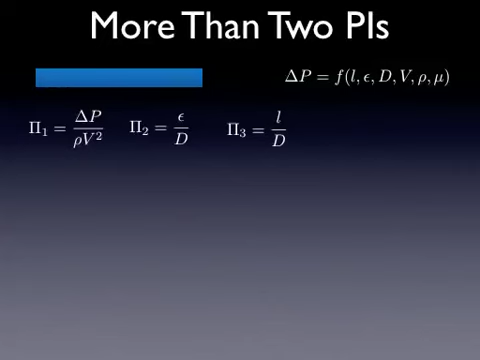 More Than Two PIs
ΔP = f(l, ϵ, D, V, ρ, μ)
Π₁ = ΔP/ρV² Π₂ = ϵ/D Π₃ = l/D